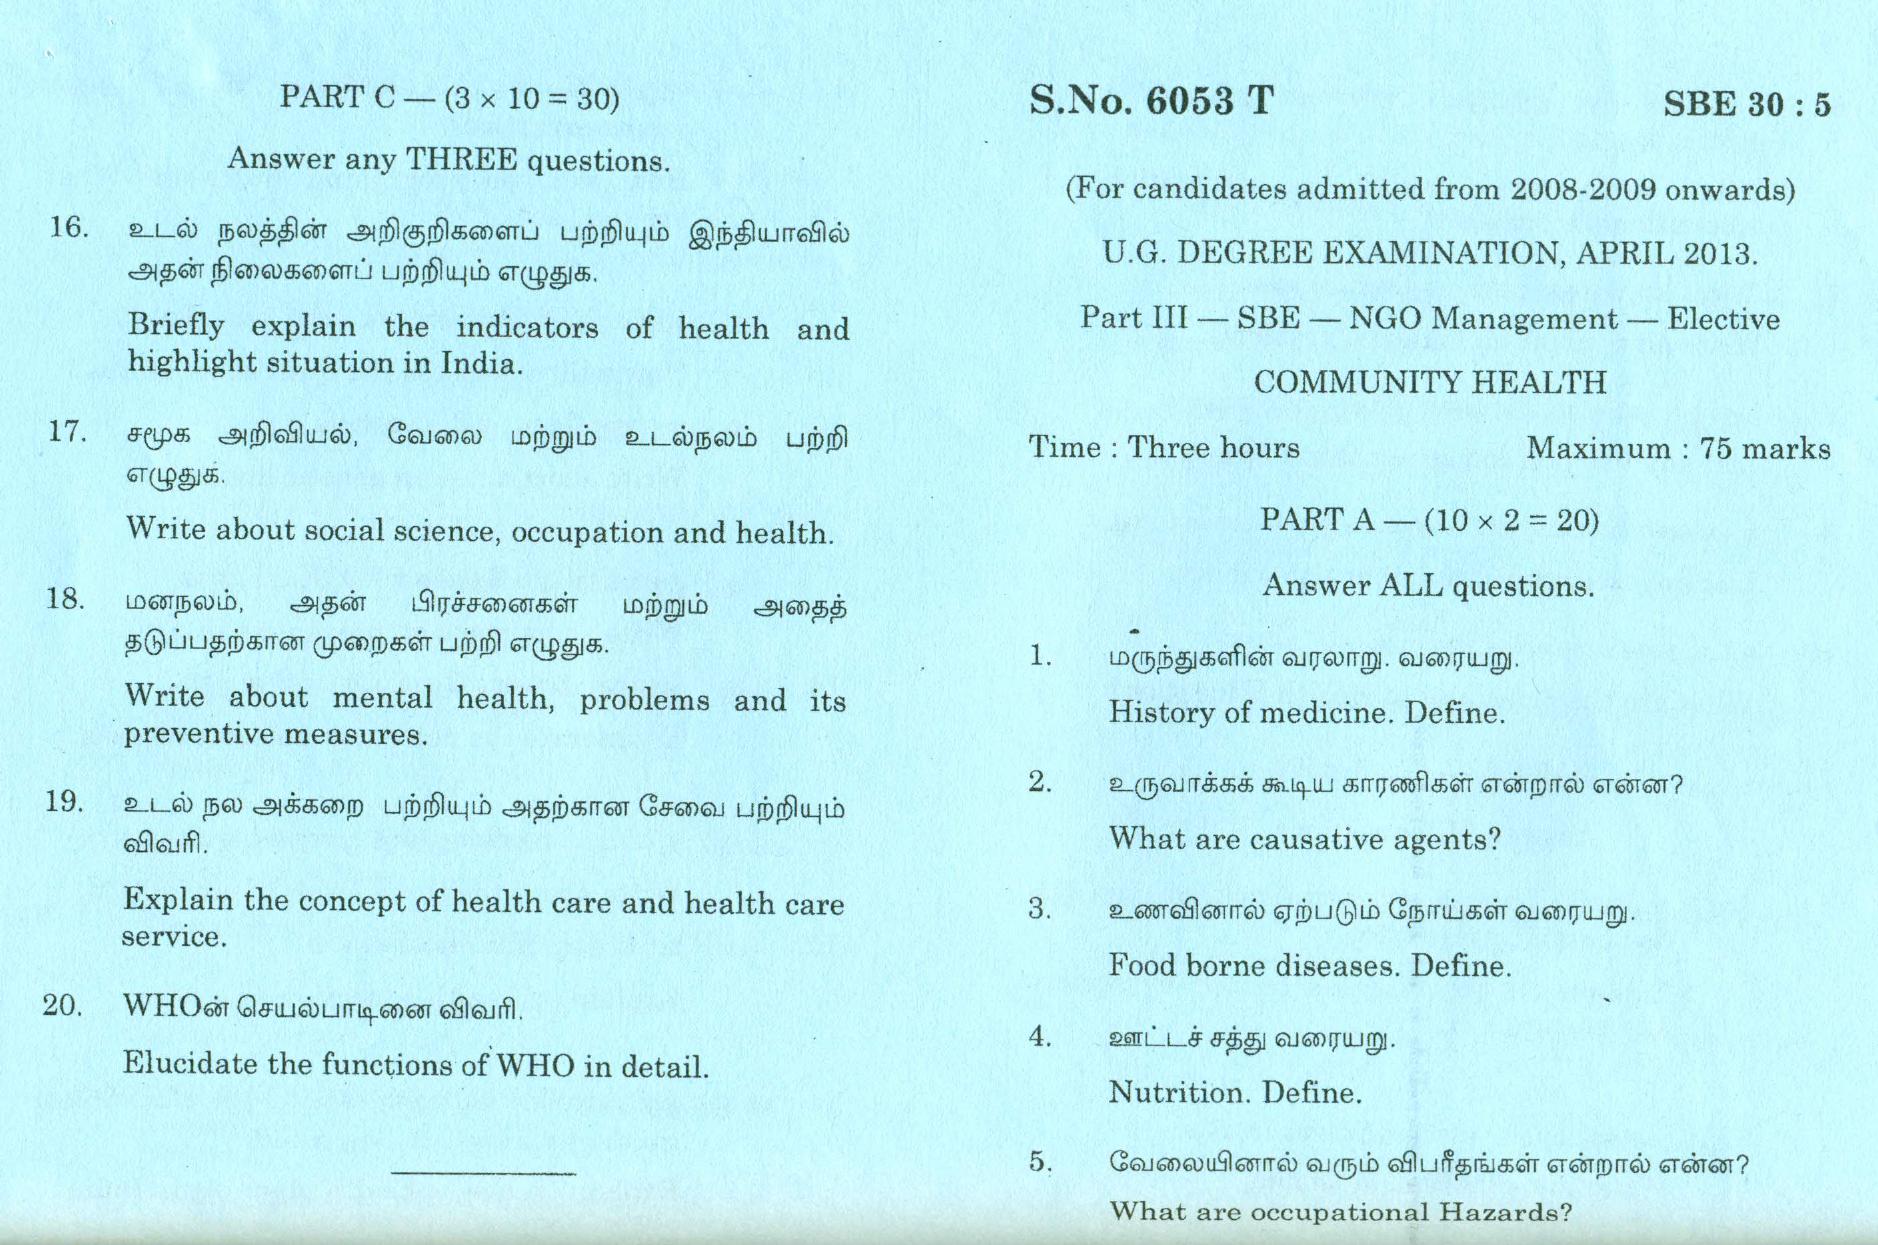 PART C — (3 × 10 = 30)
Answer any THREE questions.
16. உடல் நலத்தின் அறிகுறிகளைப் பற்றியும் இந்தியாவில்
அதன் நிலைகளைப் பற்றியும் எழுதுக.
Briefly explain the indicators of health and
highlight situation in India.
17. சமூக அறிவியல், வேலை மற்றும் உடல்நலம் பற்றி
எழுதுக.
Write about social science, occupation and health.
18. மனநலம், அதன் பிரச்சனைகள் மற்றும் அதைத்
தடுப்பதற்கான முறைகள் பற்றி எழுதுக.
Write about mental health, problems and its
preventive measures.
19. உடல் நல அக்கறை பற்றியும் அதற்கான சேவை பற்றியும்
விவரி.
Explain the concept of health care and health care
service.
20. WHOன் செயல்பாடினை விவரி.
Elucidate the functions of WHO in detail.
S.No. 6053 T SBE 30 : 5
(For candidates admitted from 2008-2009 onwards)
U.G. DEGREE EXAMINATION, APRIL 2013.
Part III — SBE — NGO Management — Elective
COMMUNITY HEALTH
Time : Three hours Maximum : 75 marks
PART A — (10 × 2 = 20)
Answer ALL questions.
1. மருந்துகளின் வரலாறு. வரையறு.
History of medicine. Define.
2. உருவாக்கக் கூடிய காரணிகள் என்றால் என்ன?
What are causative agents?
3. உணவினால் ஏற்படும் நோய்கள் வரையறு.
Food borne diseases. Define.
4. ஊட்டச் சத்து வரையறு.
Nutrition. Define.
5. வேலையினால் வரும் விபரீதங்கள் என்றால் என்ன?
What are occupational Hazards?